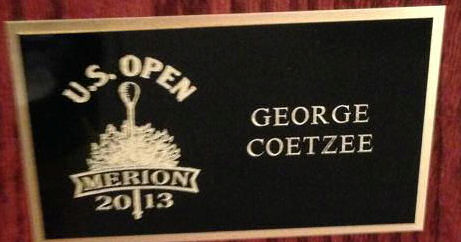 U.S. OPEN
MERION
2013
GEORGE
COETZEE